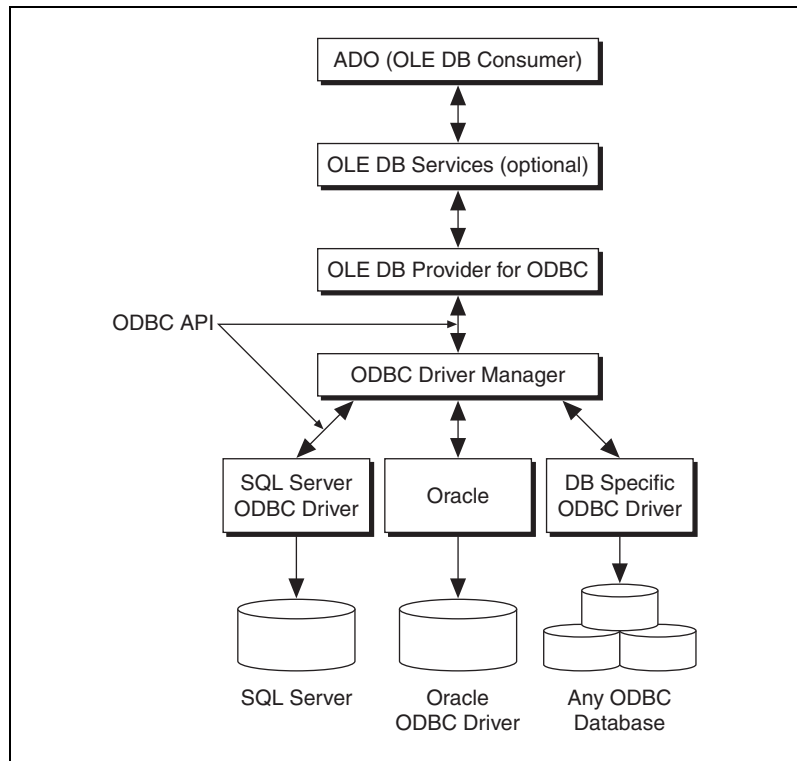 ADO (OLE DB Consumer)
OLE DB Services (optional)
OLE DB Provider for ODBC
ODBC API
ODBC Driver Manager
SQL Server
ODBC Driver
Oracle
DB Specific
ODBC Driver
SQL Server
Oracle
ODBC Driver
Any ODBC
Database